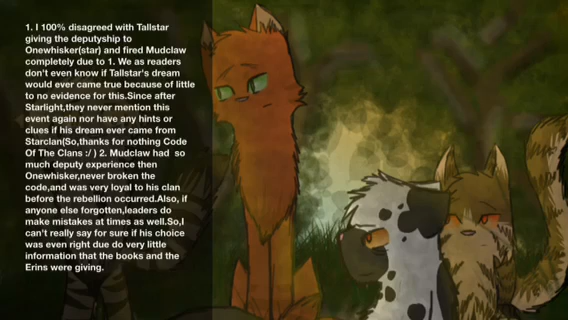 1. I 100% disagreed with Tallstar
giving the deputyship to
Onewhisker(star) and fired Mudclaw
completely due to 1. We as readers
don't even know if Tallstar's dream
would ever came true because of little
to no evidence for this.Since after
Starlight,they never mention this
event again nor have any hints or
clues if his dream ever came from
Starclan(So,thanks for nothing Code
Of The Clans :/ ) 2. Mudclaw had  so
much deputy experience then
Onewhisker,never broken the
code,and was very loyal to his clan
before the rebellion occurred.Also, if
anyone else forgotten,leaders do
make mistakes at times as well.So,I
can't really say for sure if his choice
was even right due do very little
information that the books and the
Erins were giving.